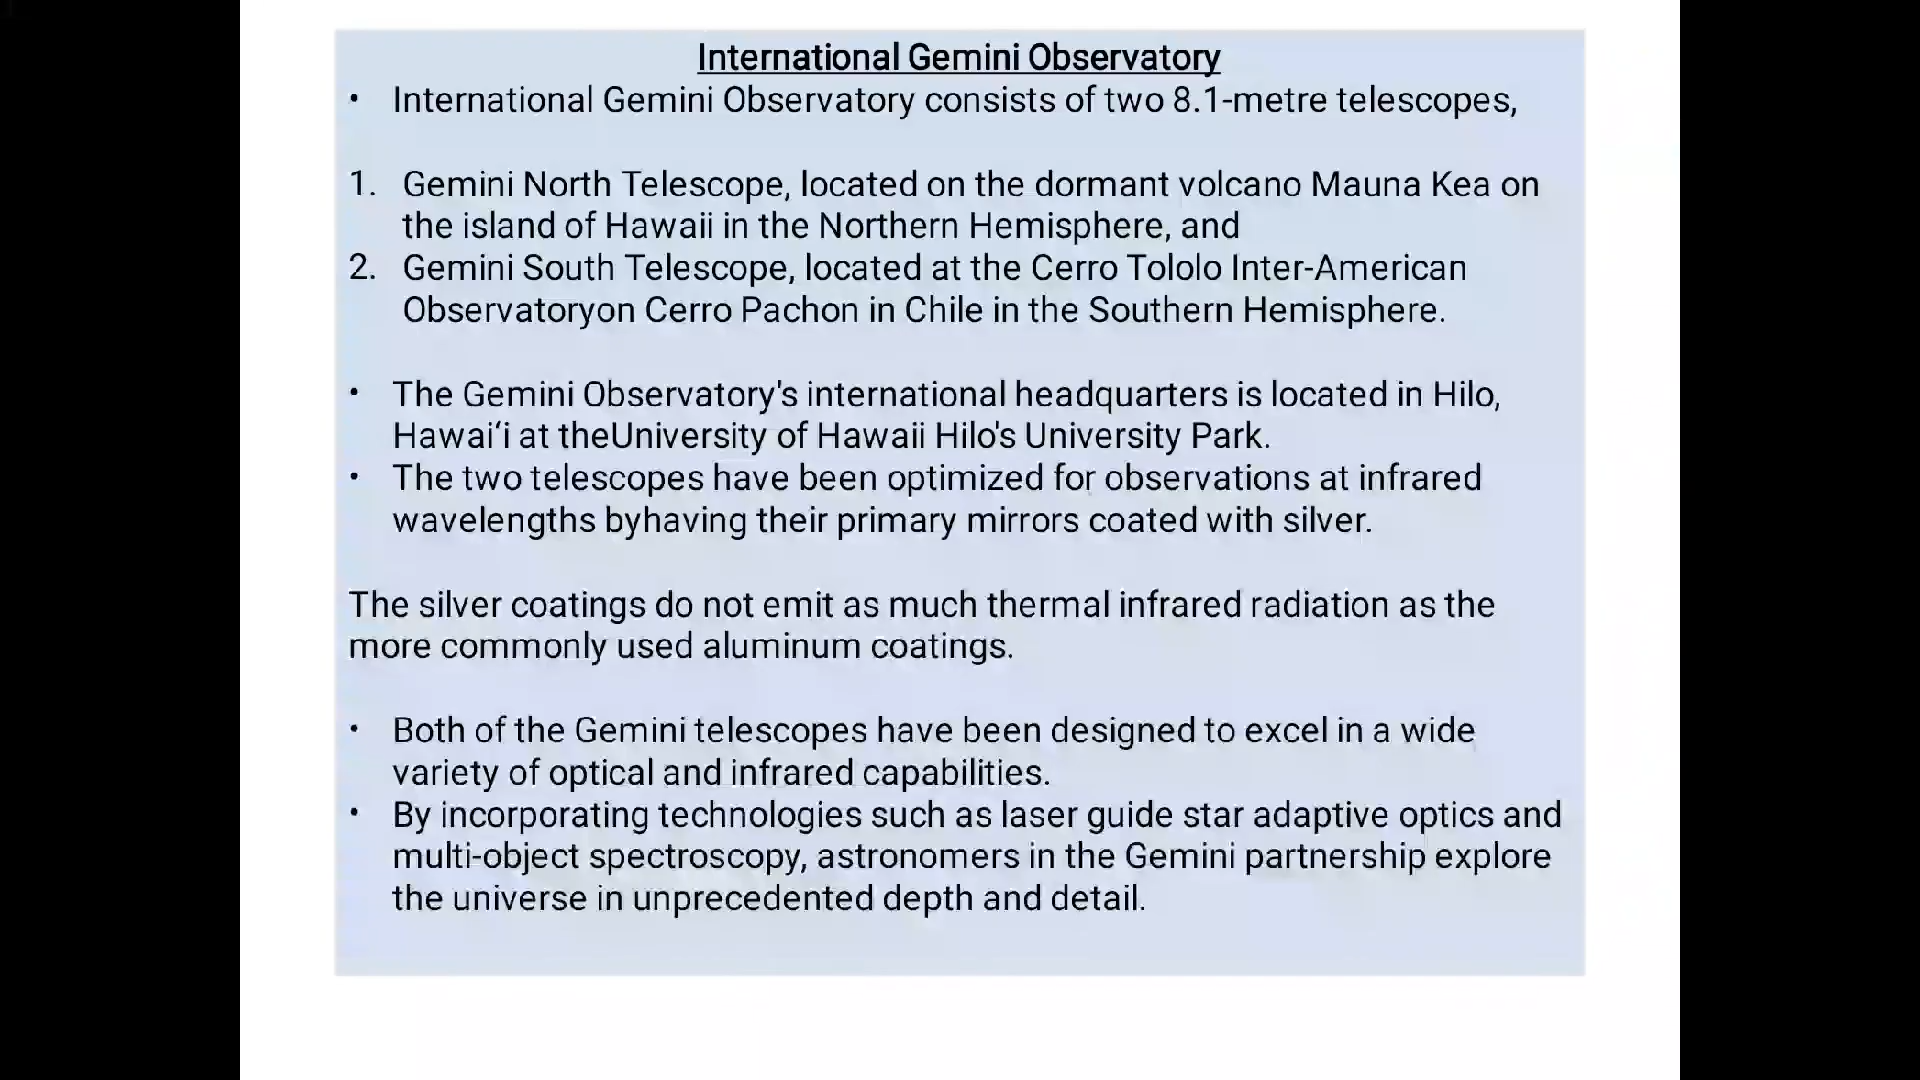 International Gemini Observatory
• International Gemini Observatory consists of two 8.1-metre telescopes,
1. Gemini North Telescope, located on the dormant volcano Mauna Kea on
the island of Hawaii in the Northern Hemisphere, and
2. Gemini South Telescope, located at the Cerro Tololo Inter-American
Observatoryon Cerro Pachon in Chile in the Southern Hemisphere.
• The Gemini Observatory's international headquarters is located in Hilo,
Hawai‘i at theUniversity of Hawaii Hilo's University Park.
• The two telescopes have been optimized for observations at infrared
wavelengths byhaving their primary mirrors coated with silver.
The silver coatings do not emit as much thermal infrared radiation as the
more commonly used aluminum coatings.
• Both of the Gemini telescopes have been designed to excel in a wide
variety of optical and infrared capabilities.
• By incorporating technologies such as laser guide star adaptive optics and
multi-object spectroscopy, astronomers in the Gemini partnership explore
the universe in unprecedented depth and detail.